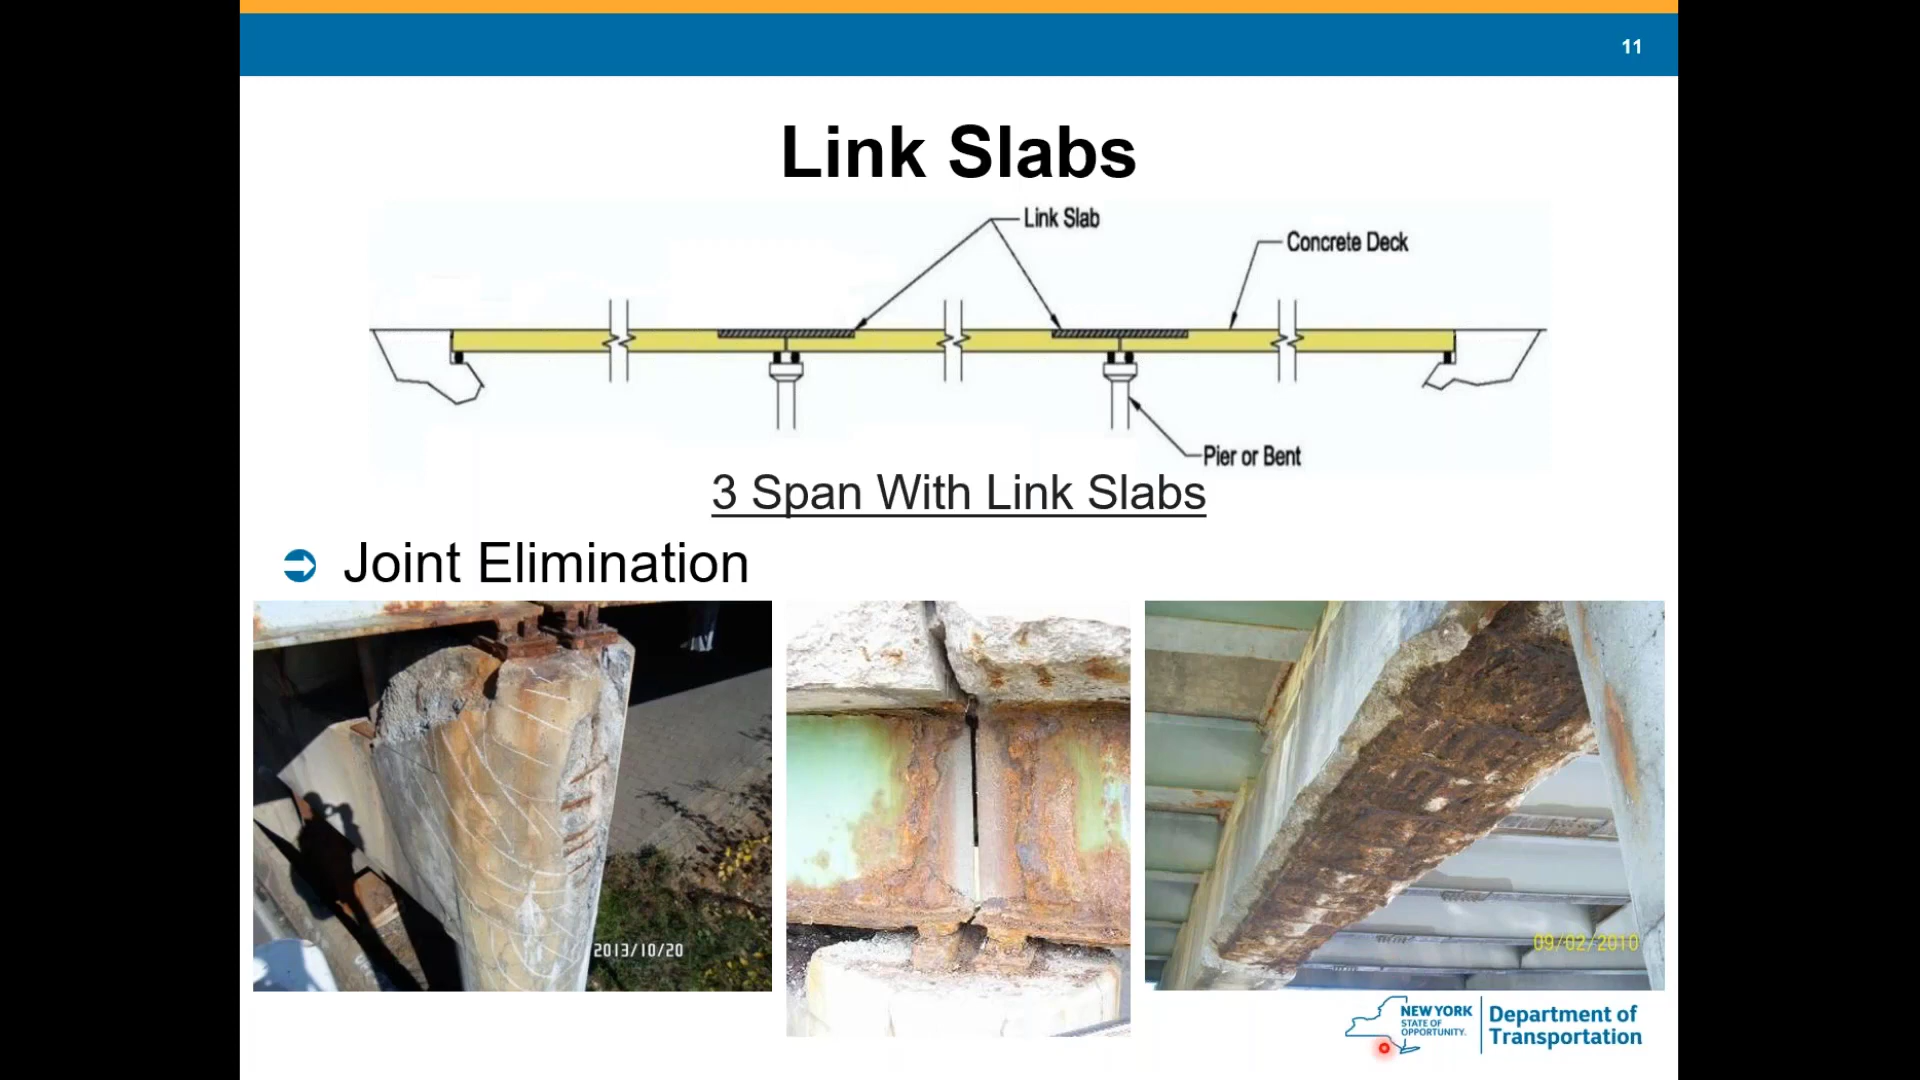 11
Link Slabs
Link Slab
Concrete Deck
Pier or Bent
3 Span With Link Slabs
Joint Elimination
2013/10/20
09/02/2010
NEW YORK
STATE OF
OPPORTUNITY.
Department of
Transportation